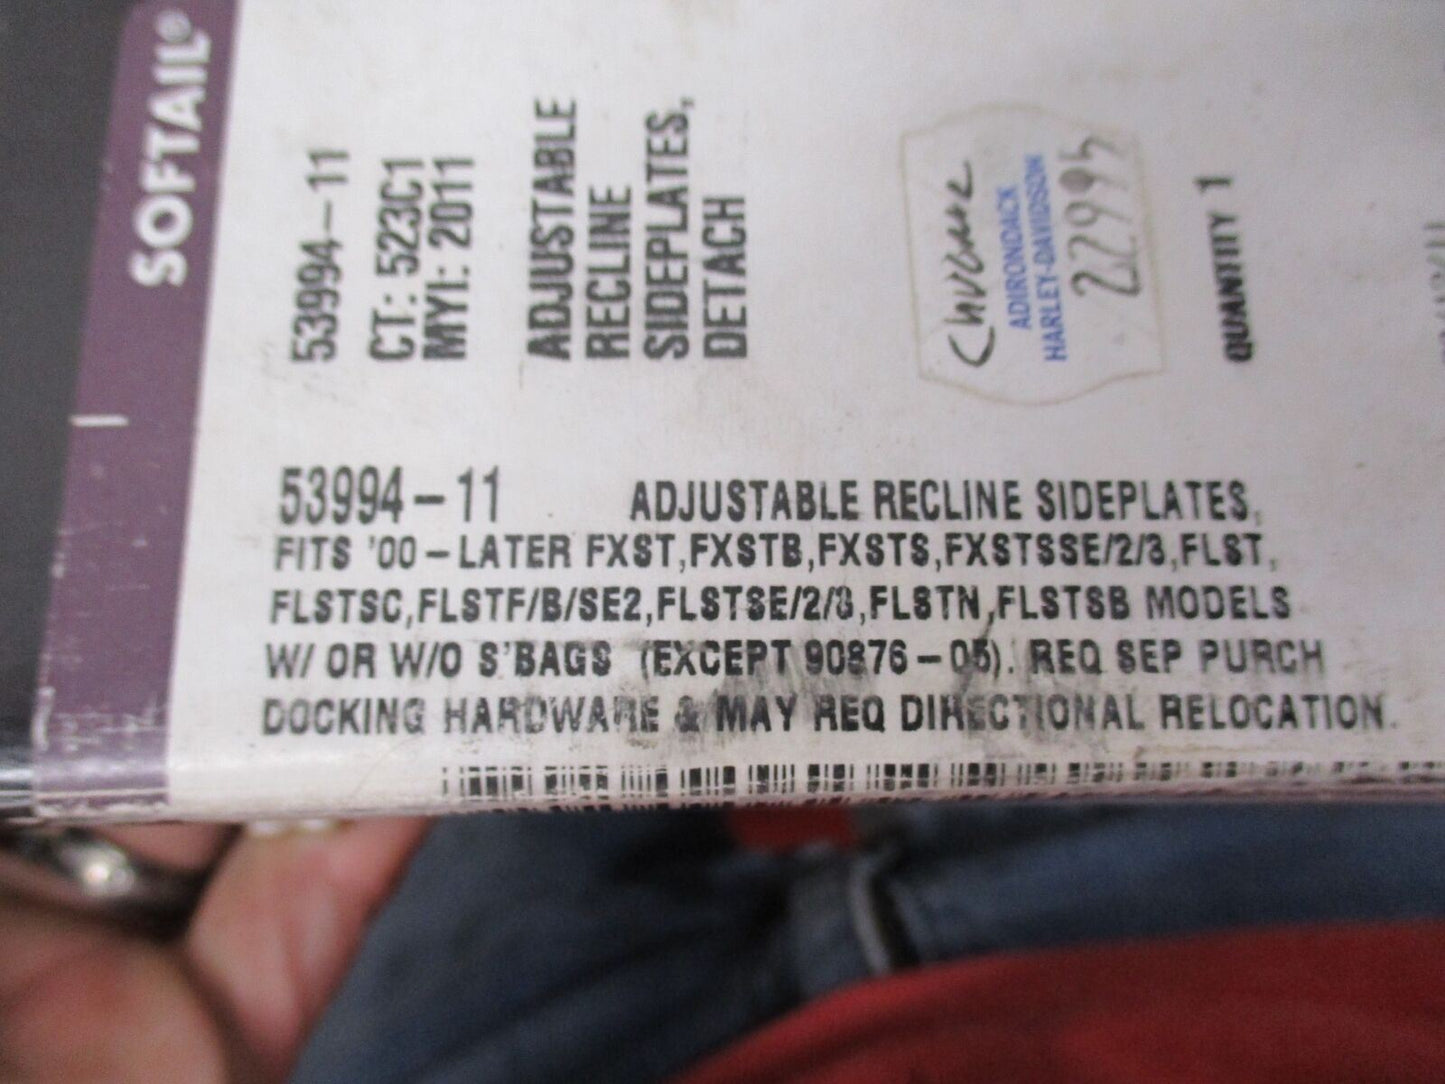 SOFTAIL®
53994-11
CT: 523C1
MYI: 2011
ADJUSTABLE
RECLINE
SIDEPLATES,
DETACH
ADIRONDACK
HARLEY-DAVIDSON
22995
QUANTITY 1
53994-11 ADJUSTABLE RECLINE SIDEPLATES,
FITS '00-LATER FXST,FXSTB,FXSTS,FXSTSSE/2/3,FLST,
FLSTSC,FLSTF/B/SE2,FLSTSE/2/3,FLSTN,FLSTSB MODELS
W/ OR W/O S'BAGS (EXCEPT 90876-05). REQ SEP PURCH
DOCKING HARDWARE & MAY REQ DIRECTIONAL RELOCATION.